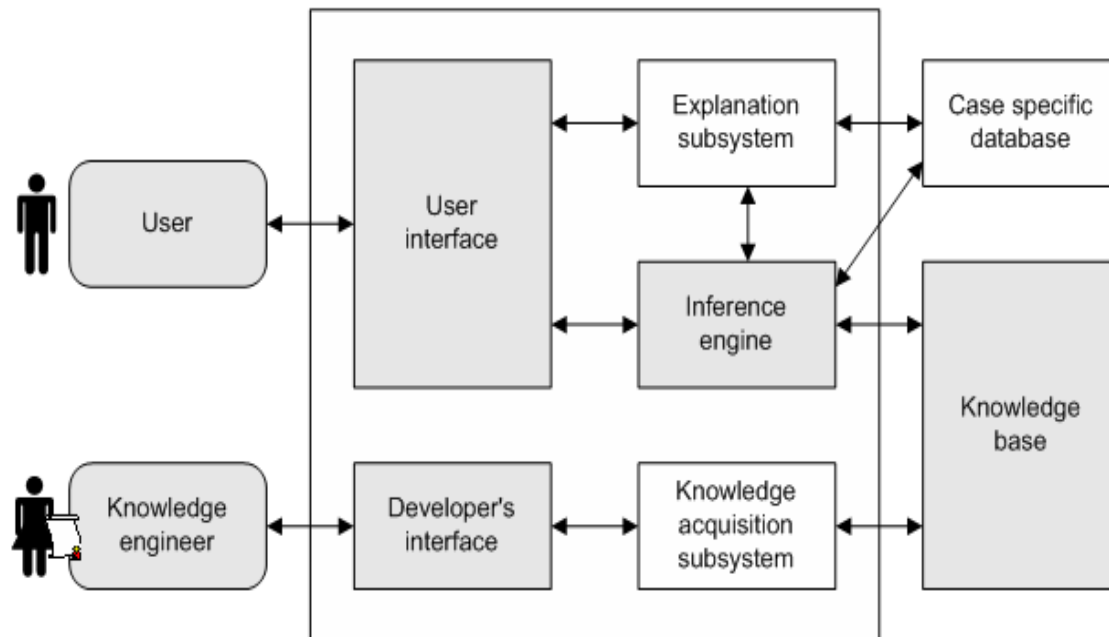 Explanation
subsystem
Case specific
database
User
User
interface
Inference
engine
Knowledge
base
Knowledge
engineer
Developer's
interface
Knowledge
acquisition
subsystem